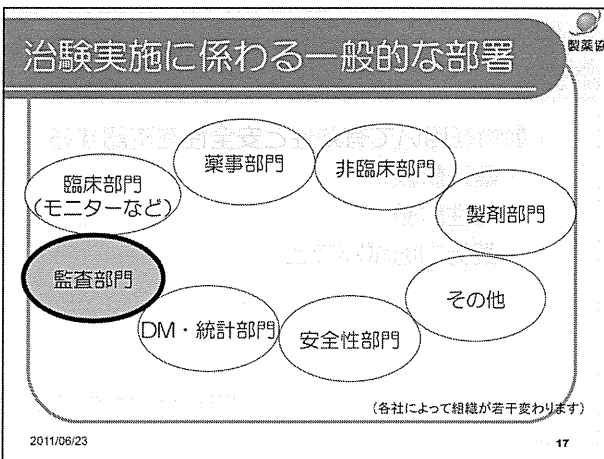 製薬協
治験実施に係わる一般的な部署
薬事部門
非臨床部門
臨床部門
(モニターなど)
製剤部門
監査部門
その他
DM・統計部門
安全性部門
(各社によって組織が若干変わります)
2011/06/23
17